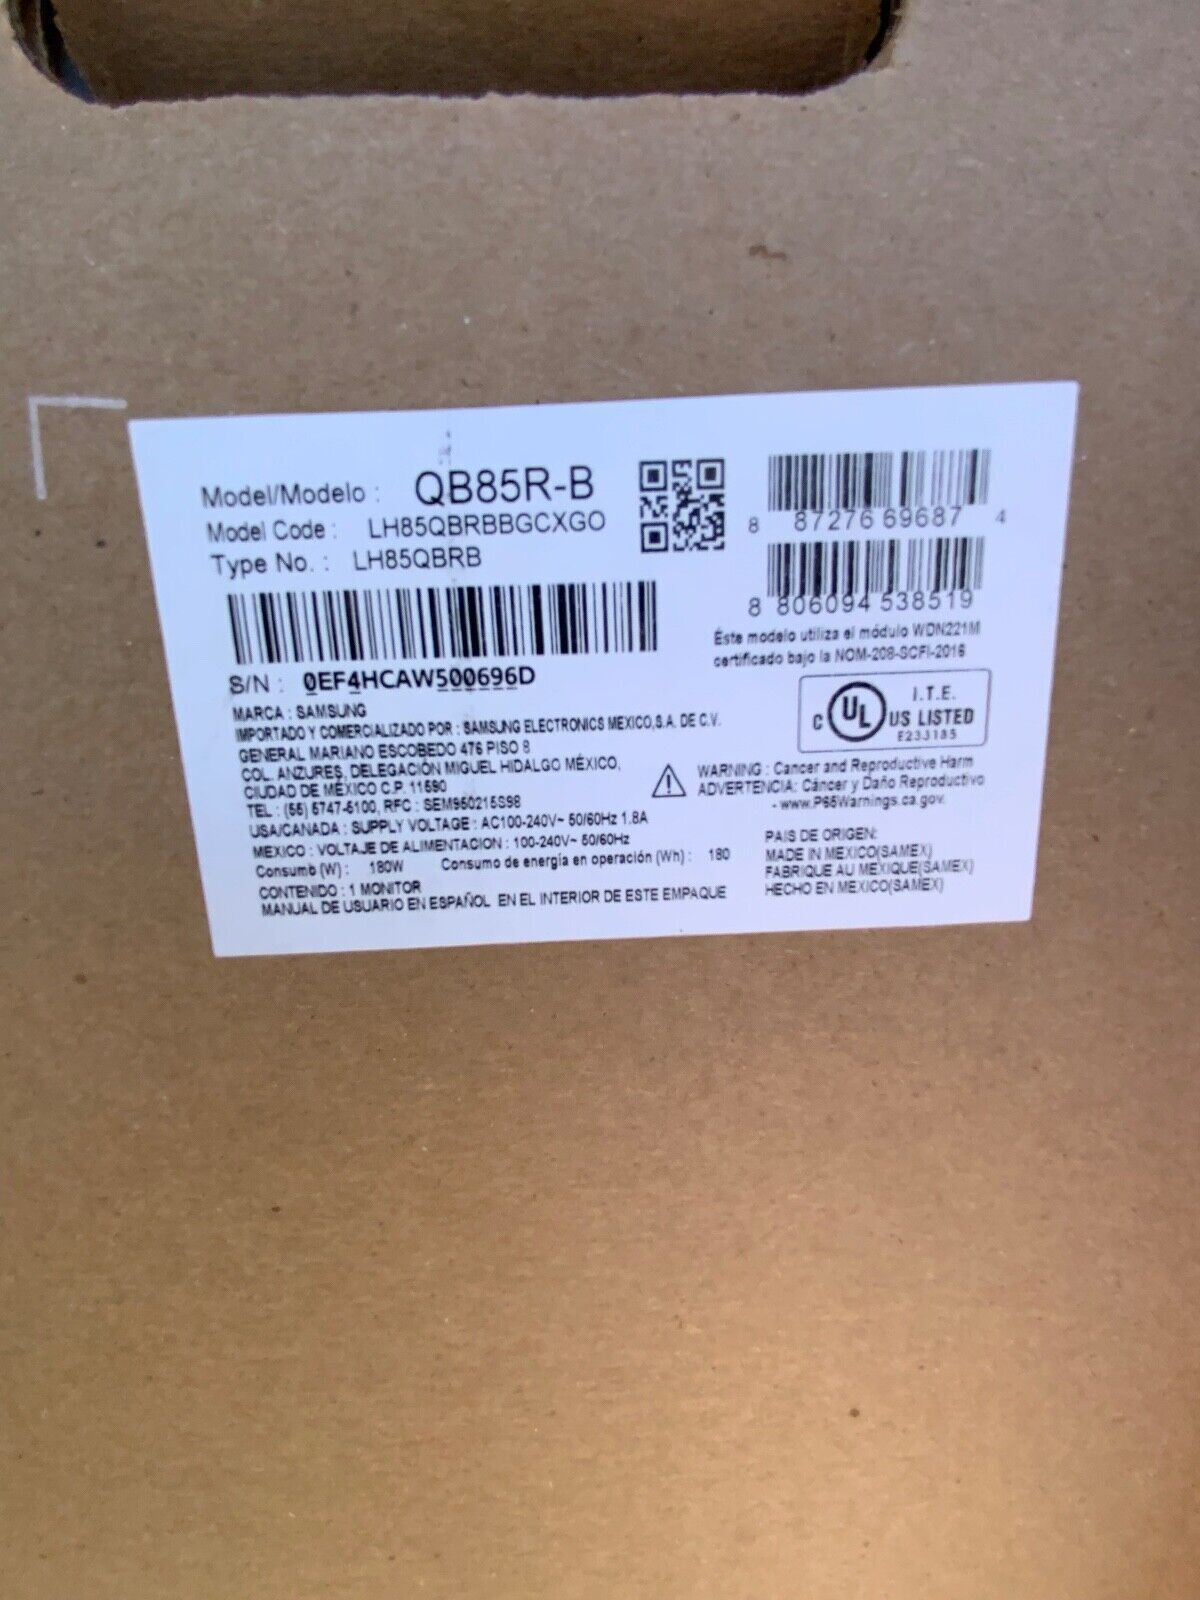 Model/Modelo : QB85R-B
Model Code : LH85QBRBBGCXGO
Type No. : LH85QBRB
S/N : 0EF4HCAW500696D
MARCA : SAMSUNG
IMPORTADO Y COMERCIALIZADO POR : SAMSUNG ELECTRONICS MEXICO,S.A. DE C.V.
GENERAL MARIANO ESCOBEDO 476 PISO 8
COL. ANZURES, DELEGACIÓN MIGUEL HIDALGO MÉXICO,
CIUDAD DE MÉXICO C.P. 11590
TEL : (55) 5747-5100, RFC : SEM950215S98
USA/CANADA : SUPPLY VOLTAGE : AC100-240V~ 50/60Hz 1.8A
MEXICO : VOLTAJE DE ALIMENTACION : 100-240V~ 50/60Hz
Consumb (W) : 180W Consumo de energía en operación (Wh) : 180
CONTENIDO : 1 MONITOR
MANUAL DE USUARIO EN ESPAÑOL EN EL INTERIOR DE ESTE EMPAQUE
8 87276 69687 4
8 806094 538519
Éste modelo utiliza el módulo WDN221M
certificado bajo la NOM-208-SCFI-2016
C UL US LISTED
I.T.E.
E233185
WARNING : Cancer and Reproductive Harm
ADVERTENCIA: Cáncer y Daño Reproductivo
- www.P65Warnings.ca.gov.
PAIS DE ORIGEN:
MADE IN MEXICO(SAMEX)
FABRIQUE AU MEXIQUE(SAMEX)
HECHO EN MEXICO(SAMEX)